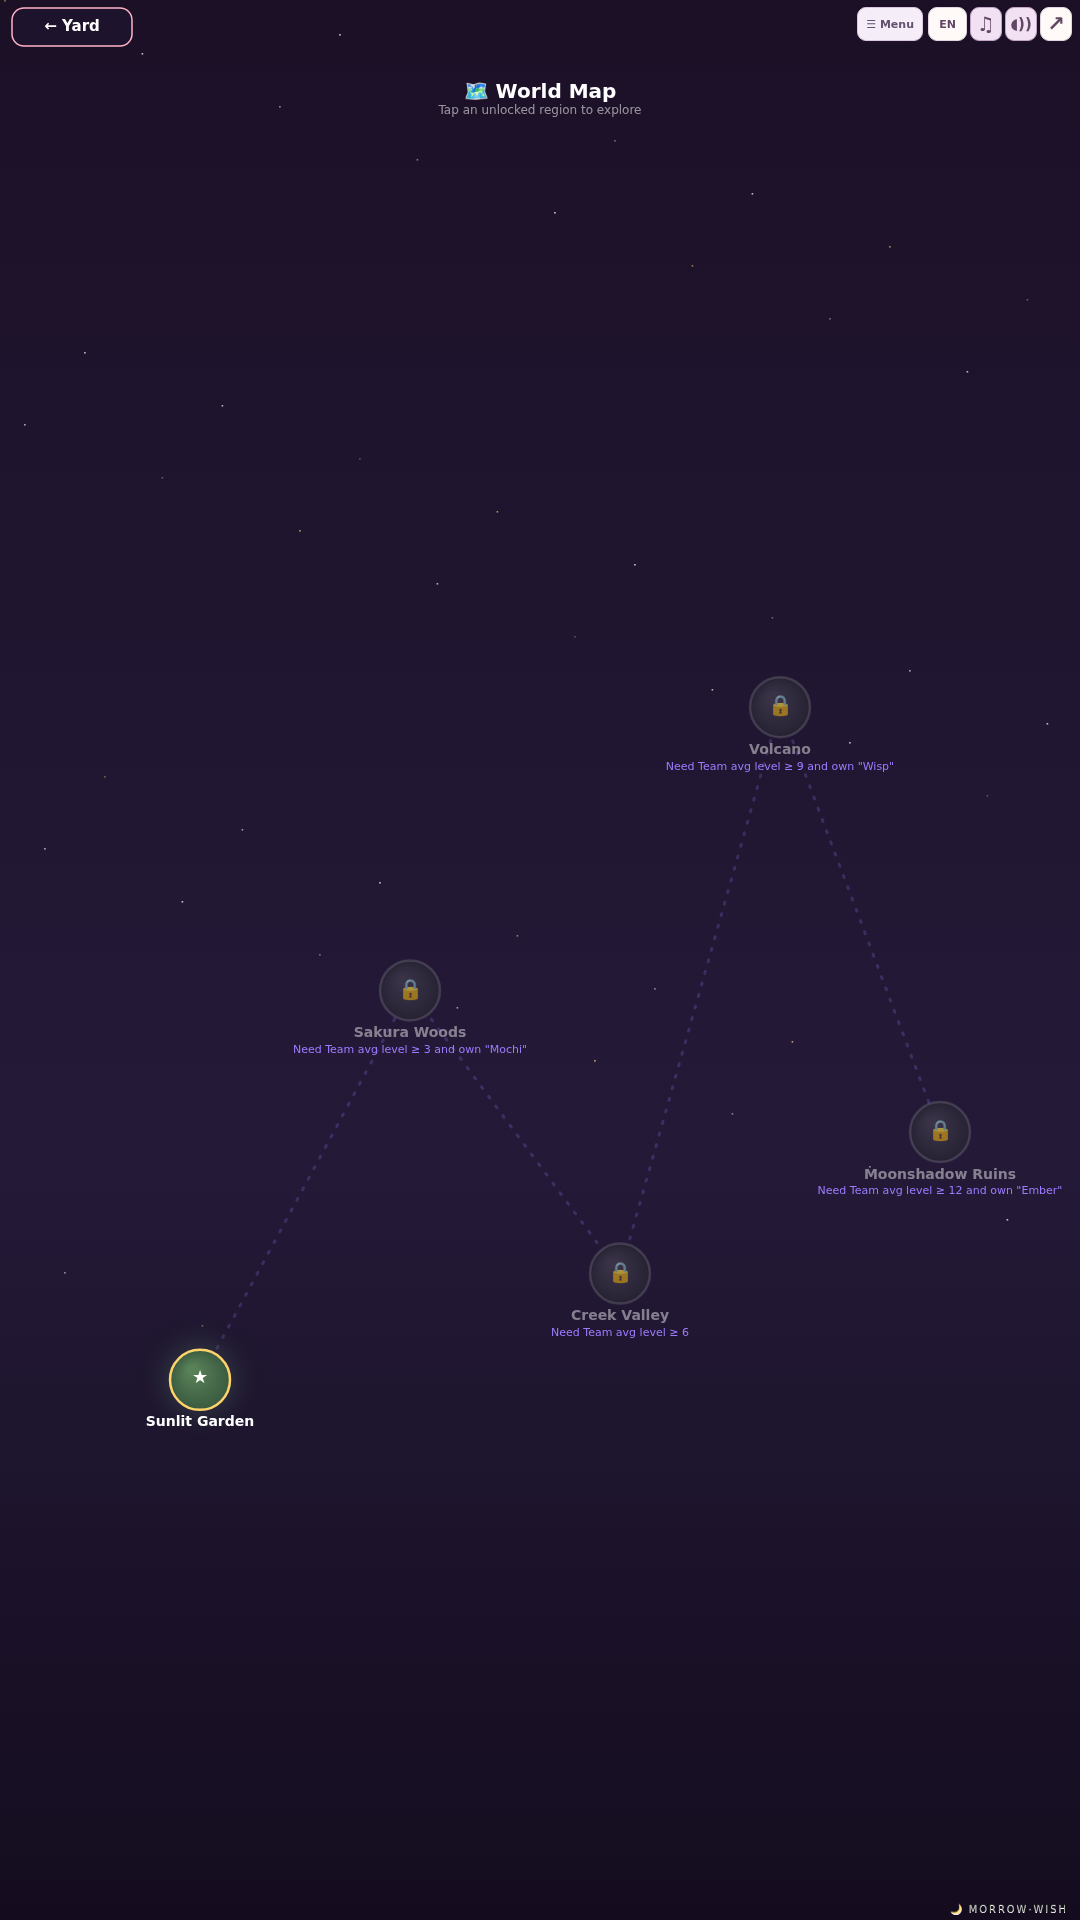 ← Yard
☰ Menu
EN
World Map
Tap an unlocked region to explore
Volcano
Need Team avg level ≥ 9 and own "Wisp"
Sakura Woods
Need Team avg level ≥ 3 and own "Mochi"
Moonshadow Ruins
Need Team avg level ≥ 12 and own "Ember"
Creek Valley
Need Team avg level ≥ 6
Sunlit Garden
MORROW·WISH